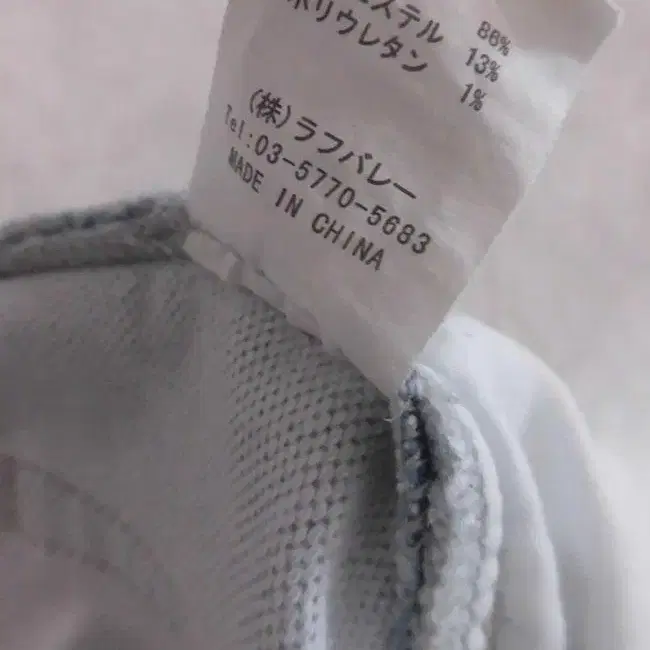 ステル 86%
ポリウレタン 13%
1%
(株)ラフバレー
Tel:03-5770-5683
MADE IN CHINA